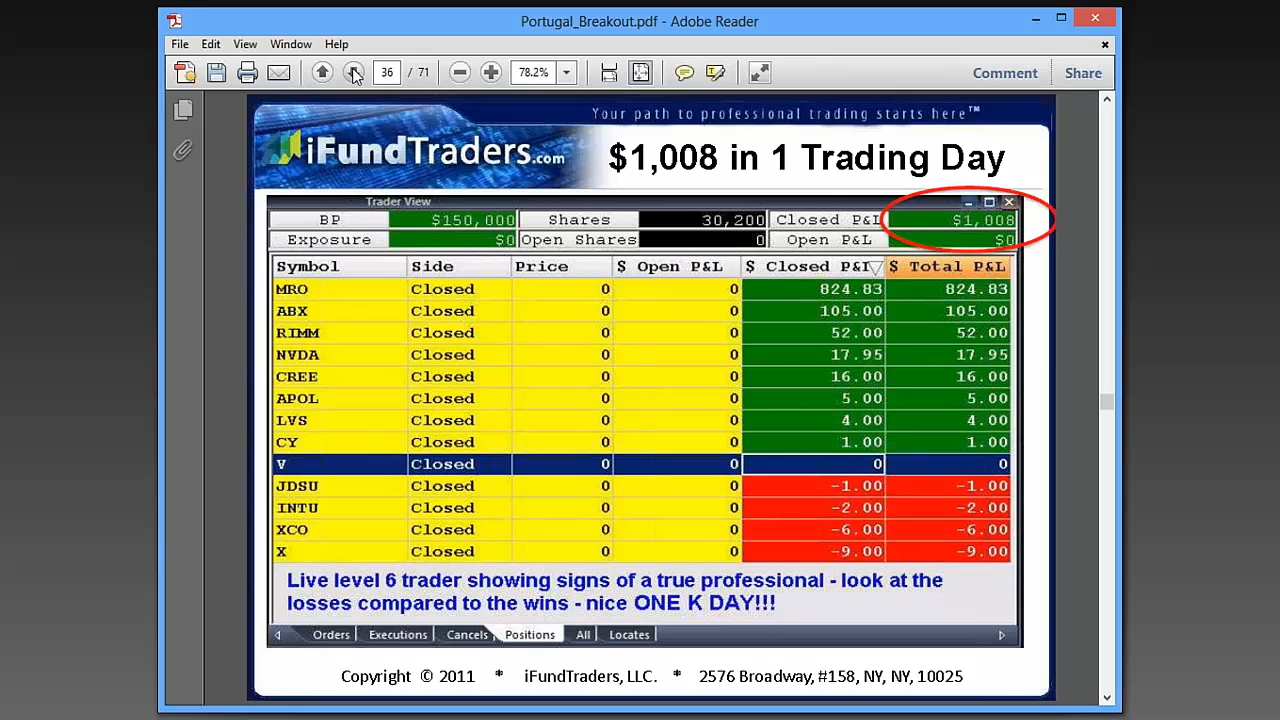 Portugal_Breakout.pdf - Adobe Reader
File Edit View Window Help
36 / 71 78.2% Comment Share
Your path to professional trading starts here™
iFundTraders.com
$1,008 in 1 Trading Day
Trader View
BP $150,000 Shares 30,200 Closed P&L $1,008
Exposure $0 Open Shares 0 Open P&L $0
Symbol Side Price $ Open P&L $ Closed P&L $ Total P&L
MRO Closed 0 0 824.83 824.83
ABX Closed 0 0 105.00 105.00
RIMM Closed 0 0 52.00 52.00
NVDA Closed 0 0 17.95 17.95
CREE Closed 0 0 16.00 16.00
APOL Closed 0 0 5.00 5.00
LVS Closed 0 0 4.00 4.00
CY Closed 0 0 1.00 1.00
V Closed 0 0 0 0
JDSU Closed 0 0 -1.00 -1.00
INTU Closed 0 0 -2.00 -2.00
XCO Closed 0 0 -6.00 -6.00
X Closed 0 0 -9.00 -9.00
Live level 6 trader showing signs of a true professional - look at the
losses compared to the wins - nice ONE K DAY!!!
Orders Executions Cancels Positions All Locates
Copyright © 2011 * iFundTraders, LLC. * 2576 Broadway, #158, NY, NY, 10025